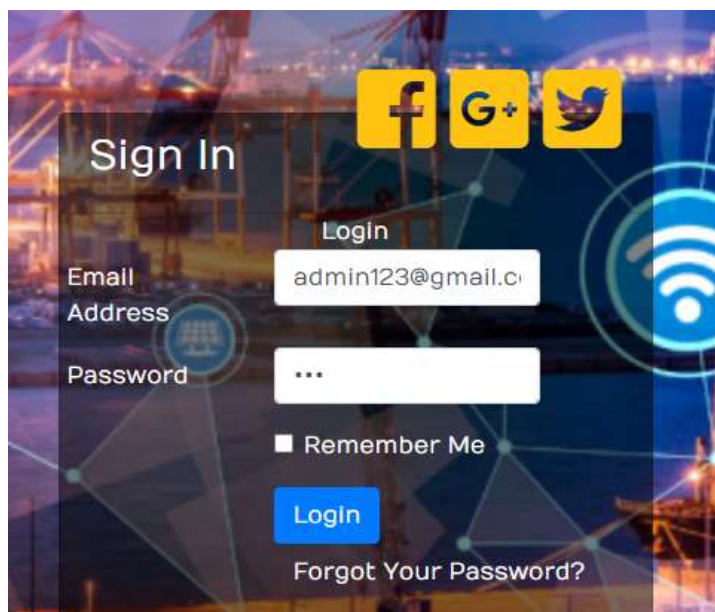 G+
Sign In
Login
Email
Address
admin123@gmail.c
Password
Remember Me
Login
Forgot Your Password?